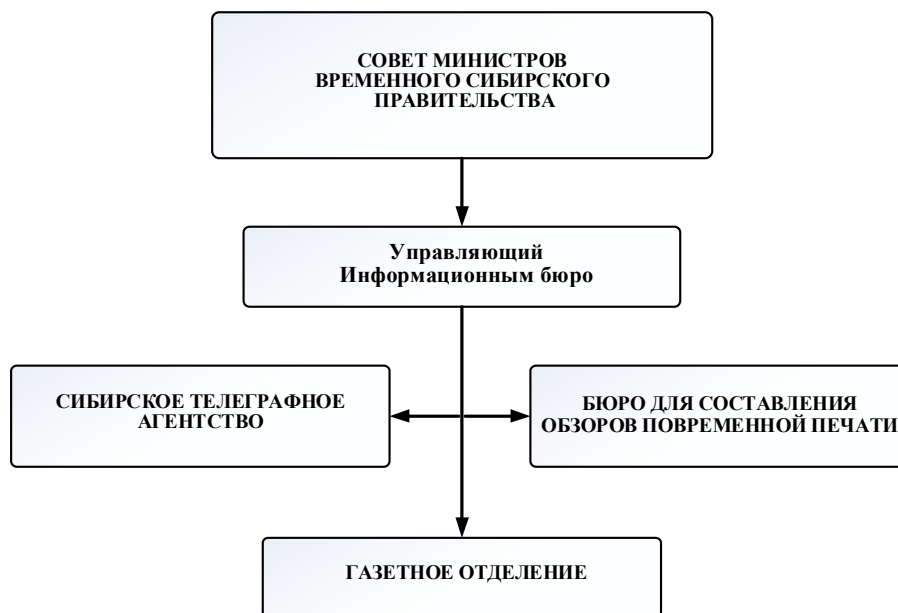 СОВЕТ МИНИСТРОВ
ВРЕМЕННОГО СИБИРСКОГО
ПРАВИТЕЛЬСТВА
Управляющий
Информационным бюро
СИБИРСКОЕ ТЕЛЕГРАФНОЕ
АГЕНТСТВО
БЮРО ДЛЯ СОСТАВЛЕНИЯ
ОБЗОРОВ ПОВРЕМЕННОЙ ПЕЧАТИ
ГАЗЕТНОЕ ОТДЕЛЕНИЕ